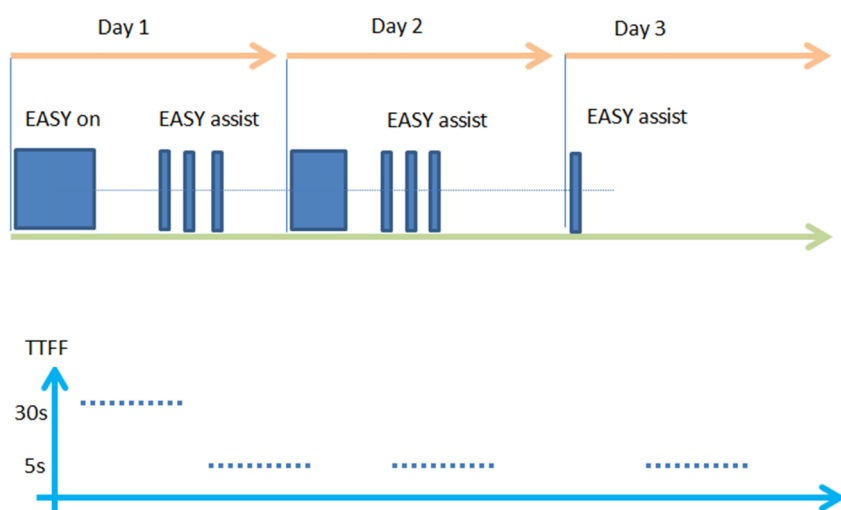 Day 1
Day 2
Day 3
EASY on
EASY assist
EASY assist
EASY assist
TTFF
30s
5s